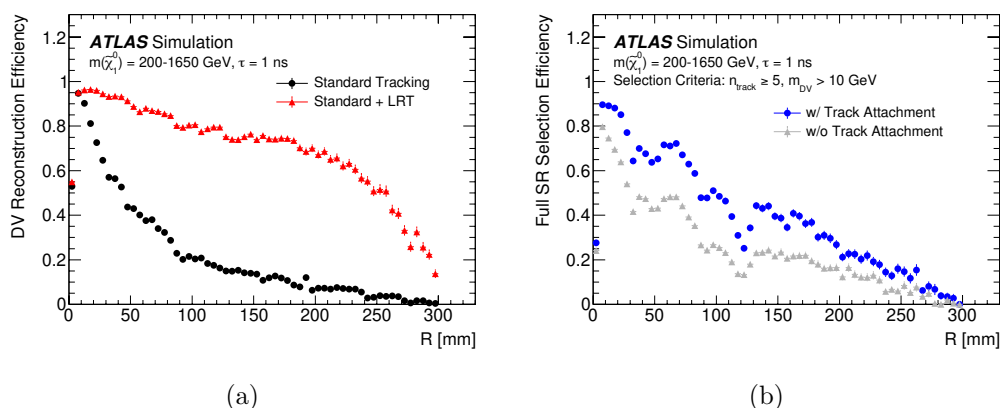 DV Reconstruction Efficiency
1.2
1
0.8
0.6
0.4
0.2
0
ATLAS Simulation
m(χ̃⁰₁) = 200-1650 GeV, τ = 1 ns
Standard Tracking
Standard + LRT
0 50 100 150 200 250 300
R [mm]
(a)
Full SR Selection Efficiency
1.2
1
0.8
0.6
0.4
0.2
0
ATLAS Simulation
m(χ̃⁰₁) = 200-1650 GeV, τ = 1 ns
Selection Criteria: n_track ≥ 5, m_DV > 10 GeV
w/ Track Attachment
w/o Track Attachment
0 50 100 150 200 250 300
R [mm]
(b)